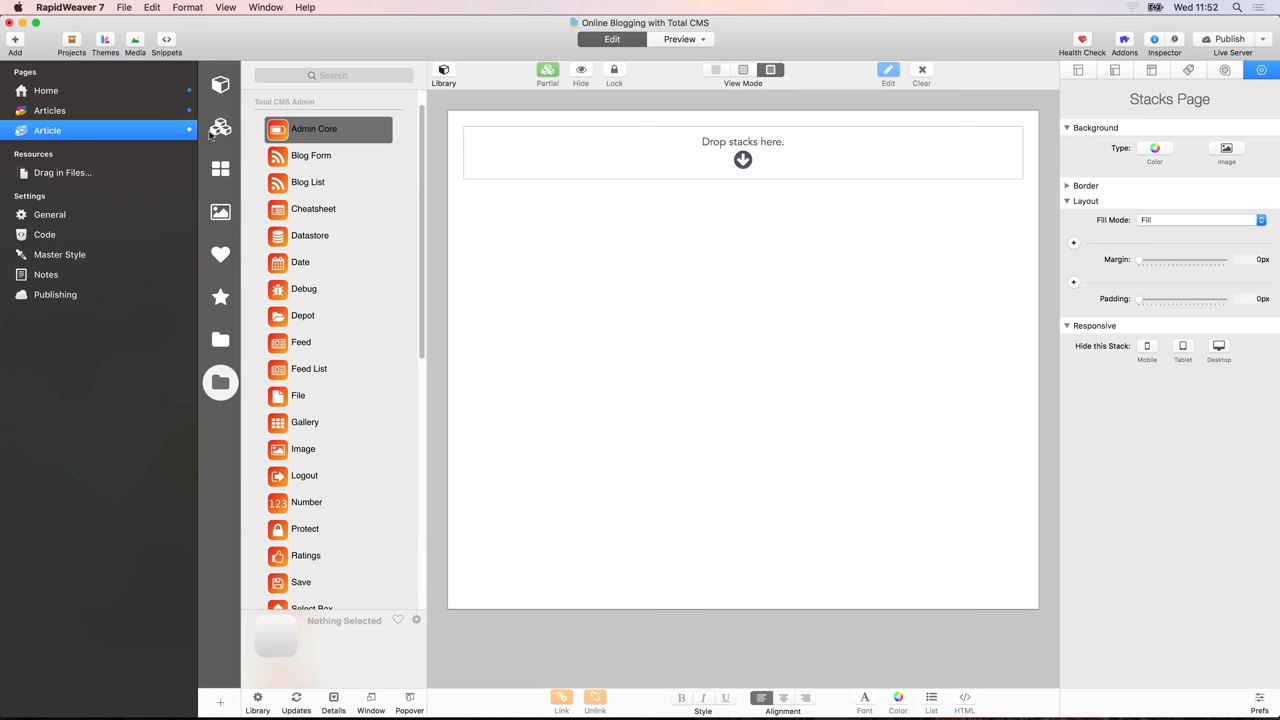 RapidWeaver 7 File Edit Format View Window Help Wed 11:52
Online Blogging with Total CMS
Edit Preview
Add Projects Themes Media Snippets Health Check Addons Inspector Publish Live Server
Pages
Home
Articles
Article
Resources
Drag in Files...
Settings
General
Code
Master Style
Notes
Publishing
Search
Total CMS Admin
Admin Core
Blog Form
Blog List
Cheatsheet
Datastore
Date
Debug
Depot
Feed
Feed List
File
Gallery
Image
Logout
123 Number
Protect
Ratings
Save
Select Box
Nothing Selected
Library Updates Details Window Popover
Library Partial Hide Lock View Mode Edit Clear
Drop stacks here.
Link Unlink B I U Style Alignment Font Color List HTML
Stacks Page
Background
Type: Color Image
Border
Layout
Fill Mode: Fill
Margin: 0px
Padding: 0px
Responsive
Hide this Stack: Mobile Tablet Desktop
Prefs